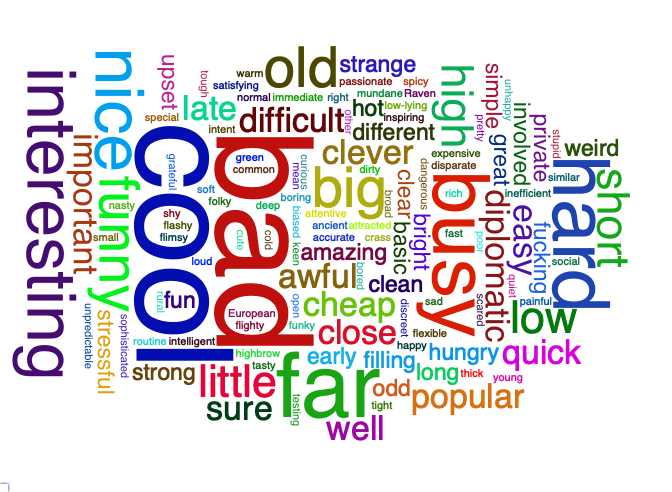 old
strange
warm
satisfying
passionate
spicy
mundane
Raven
normal
immediate
right
low-lying
tough
upset
nice
special
late
hot
inspiring
other
difficult
different
intent
high
simple
unhappy
pretty
involved
private
stupid
weird
interesting
important
cool
grateful
bad
green
common
curious
mean
clever
dirty
expensive
disparate
dangerous
great
inefficient
similar
hard
short
funny
nasty
small
soft
folky
boring
deep
big
broad
clear
rich
busy
diplomatic
easy
fucking
social
shy
flashy
flimsy
cute
cold
biased
keen
attentive
ancient
attracted
accurate
crass
basic
bright
fast
poor
loud
amazing
awful
bored
clean
quiet
scared
painful
low
rural
fun
European
flighty
open
funky
cheap
discreet
sad
flexible
unpredictable
stressful
sophisticated
routine
intelligent
close
happy
highbrow
tasty
early
filling
hungry
quick
strong
little
far
long
thick
young
odd
popular
sure
testing
tight
well